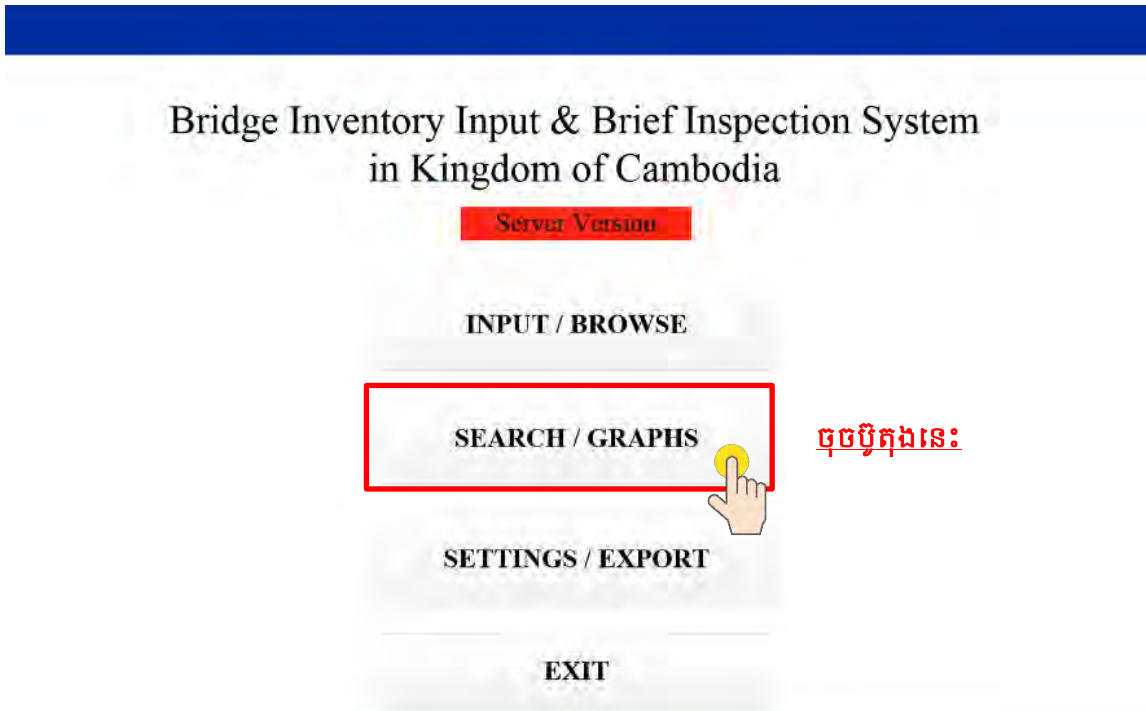 Bridge Inventory Input & Brief Inspection System
in Kingdom of Cambodia
Server Version
INPUT / BROWSE
SEARCH / GRAPHS
ចុចប៊ូតុងនេះ
SETTINGS / EXPORT
EXIT